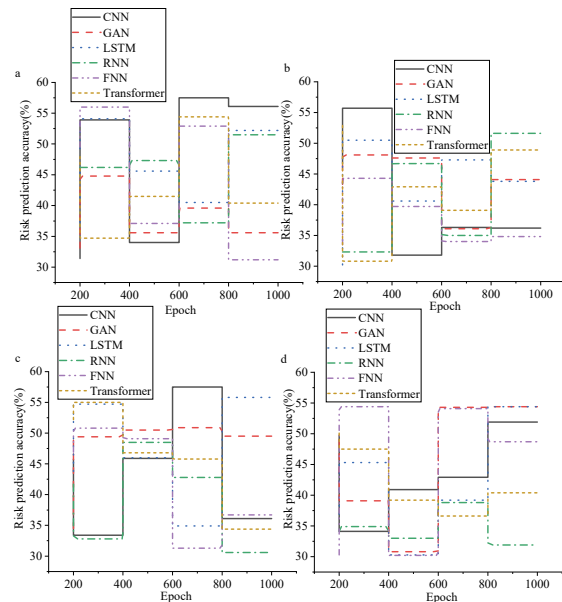 CNN
GAN
LSTM
RNN
FNN
Transformer
a
Risk prediction accuracy(%)
60
55
50
45
40
35
30
200 400 600 800 1000
Epoch
CNN
GAN
LSTM
RNN
FNN
Transformer
b
Risk prediction accuracy(%)
60
55
50
45
40
35
30
200 400 600 800 1000
Epoch
CNN
GAN
LSTM
RNN
FNN
Transformer
c
Risk prediction accuracy(%)
60
55
50
45
40
35
30
200 400 600 800 1000
Epoch
CNN
GAN
LSTM
RNN
FNN
Transformer
d
Risk prediction accuracy(%)
60
55
50
45
40
35
30
200 400 600 800 1000
Epoch